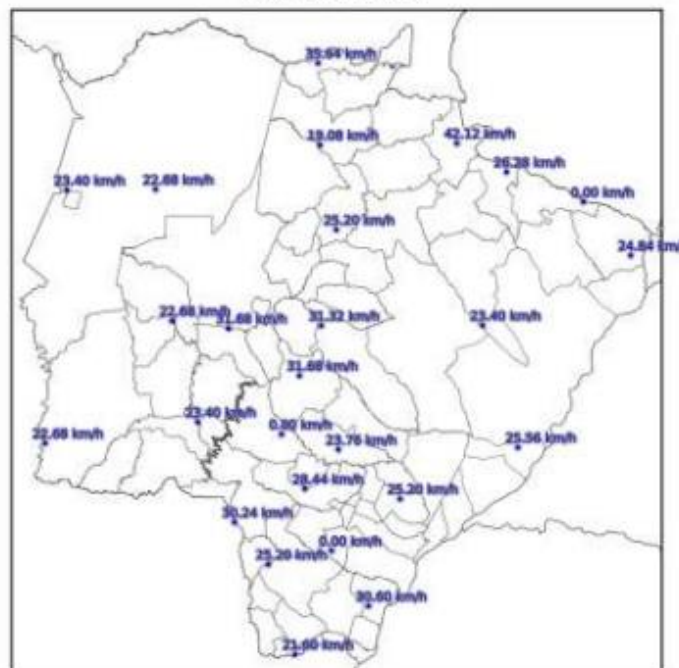 35.64 km/h
19.08 km/h
42.12 km/h
26.28 km/h
23.40 km/h
22.68 km/h
0.00 km/h
25.20 km/h
24.84 km/
22.68 km/h
31.68 km/h
31.32 km/h
23.40 km/h
31.68 km/h
23.40 km/h
0.00 km/h
22.68 km/h
23.76 km/h
25.56 km/h
28.44 km/h
25.20 km/h
30.24 km/h
0.00 km/h
25.20 km/h
30.60 km/h
21.60 km/h